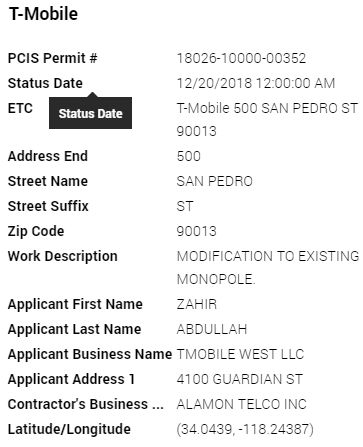 T-Mobile
PCIS Permit # 18026-10000-00352
Status Date 12/20/2018 12:00:00 AM
ETC T-Mobile 500 SAN PEDRO ST
Status Date
90013
Address End 500
Street Name SAN PEDRO
Street Suffix ST
Zip Code 90013
Work Description MODIFICATION TO EXISTING
MONOPOLE.
Applicant First Name ZAHIR
Applicant Last Name ABDULLAH
Applicant Business Name TMOBILE WEST LLC
Applicant Address 1 4100 GUARDIAN ST
Contractor's Business ... ALAMON TELCO INC
Latitude/Longitude (34.0439, -118.24387)